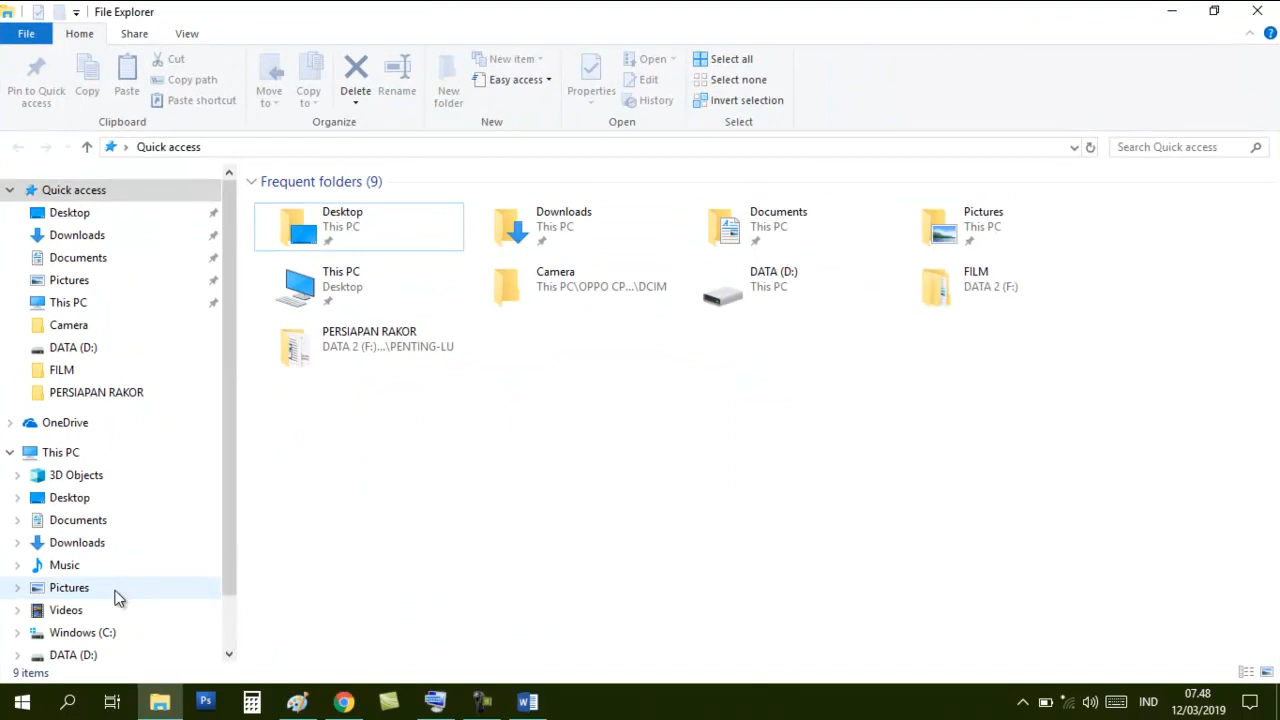 File Explorer
File Home Share View
Pin to Quick access
Copy
Paste
Cut
Copy path
Paste shortcut
Clipboard
Move to
Copy to
Delete
Rename
Organize
New folder
New item
Easy access
New
Properties
Open
Edit
History
Open
Select all
Select none
Invert selection
Select
Quick access
Search Quick access
Quick access
Desktop
Downloads
Documents
Pictures
This PC
Camera
DATA (D:)
FILM
PERSIAPAN RAKOR
OneDrive
This PC
3D Objects
Desktop
Documents
Downloads
Music
Pictures
Videos
Windows (C:)
DATA (D:)
Frequent folders (9)
Desktop
This PC
Downloads
This PC
Documents
This PC
Pictures
This PC
This PC
Desktop
Camera
This PC\OPPO CP...\DCIM
DATA (D:)
This PC
FILM
DATA 2 (F:)
PERSIAPAN RAKOR
DATA 2 (F:)...\PENTING-LU
9 items
Ps
IND
07.48
12/03/2019